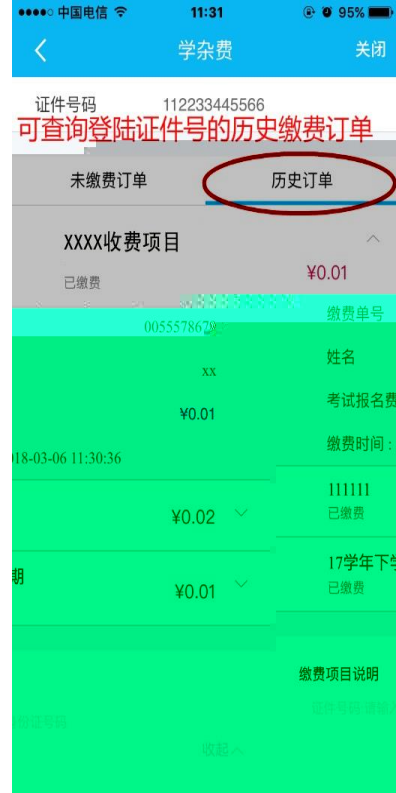 中国电信 11:31 95%
学杂费 关闭
证件号码 112233445566
可查询登陆证件号的历史缴费订单
未缴费订单 历史订单
XXXX收费项目
已缴费 ¥0.01
缴费单号
0055578679
姓名
xx
考试报名费
¥0.01
缴费时间:
18-03-06 11:30:36
111111
¥0.02
已缴费
17学年下学
期
¥0.01
已缴费
缴费项目说明
收起